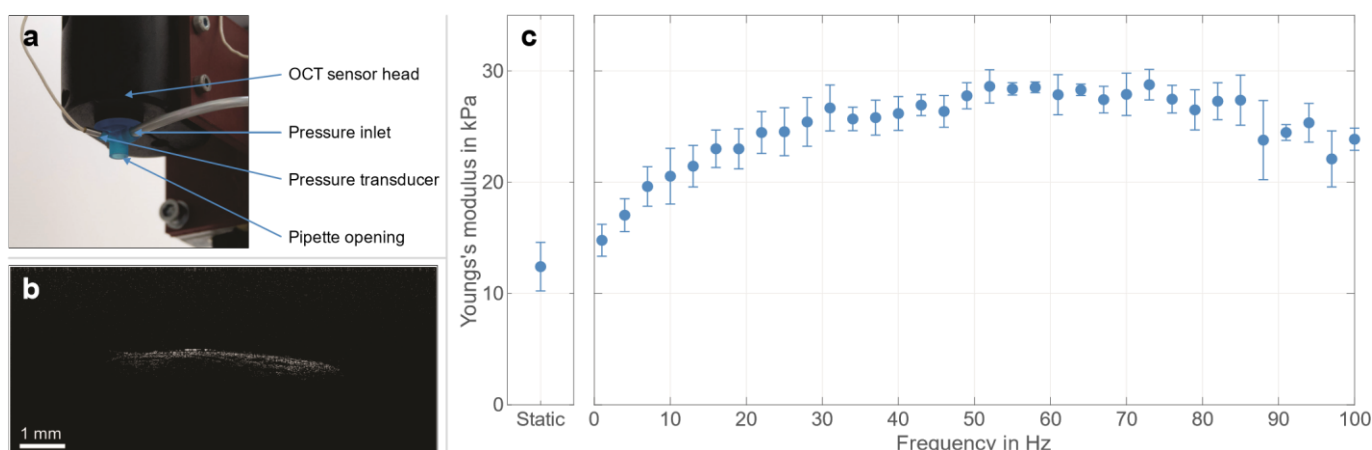 a
OCT sensor head
Pressure inlet
Pressure transducer
Pipette opening
b
1 mm
c
Youngs's modulus in kPa
30
20
10
0
Static
0 10 20 30 40 50 60 70 80 90 100
Frequency in Hz